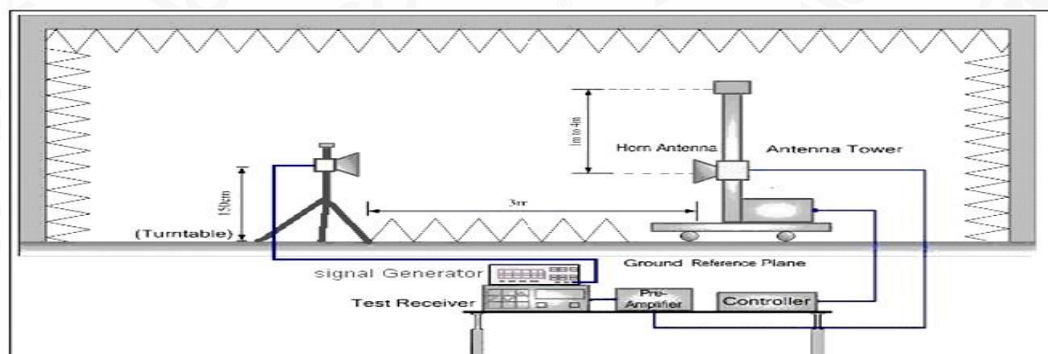 1m to 4m
Horn Antenna
Antenna Tower
150cm
3m
(Turntable)
Ground Reference Plane
signal Generator
Test Receiver
Pre-
Amplifier
Controller